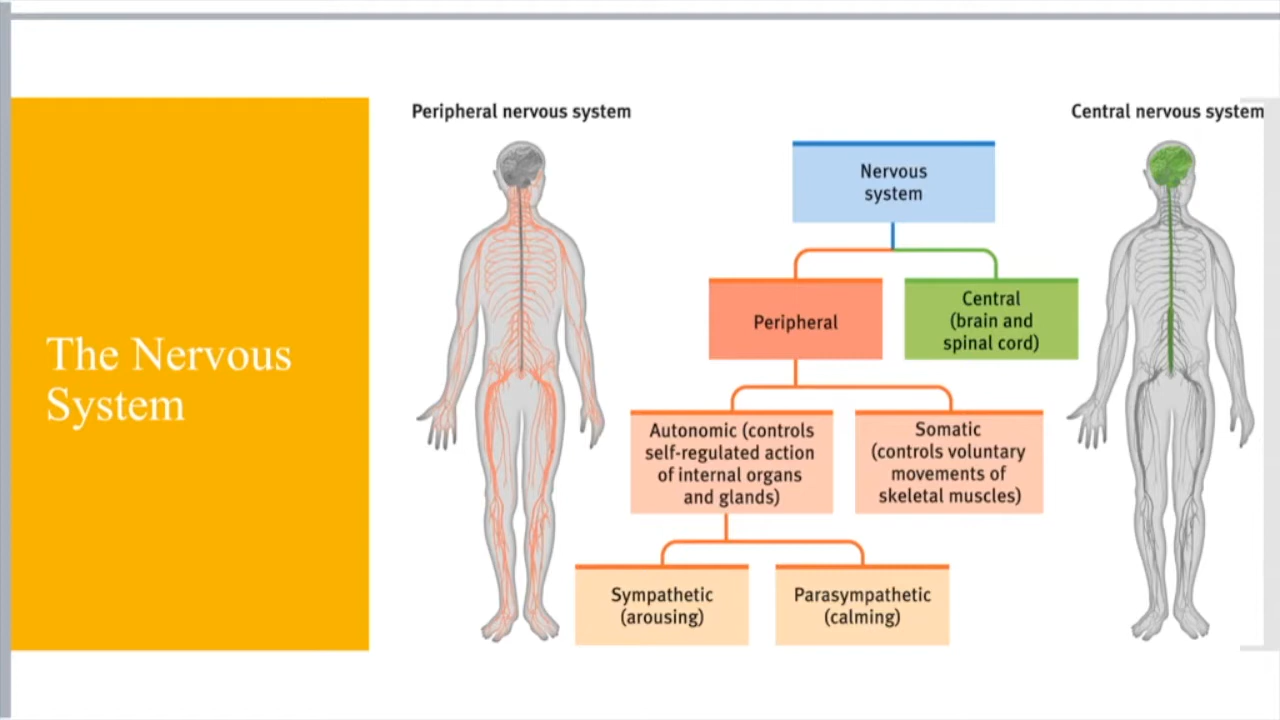 The Nervous
System
Peripheral nervous system
Central nervous system
Nervous
system
Peripheral
Central
(brain and
spinal cord)
Autonomic (controls
self-regulated action
of internal organs
and glands)
Somatic
(controls voluntary
movements of
skeletal muscles)
Sympathetic
(arousing)
Parasympathetic
(calming)